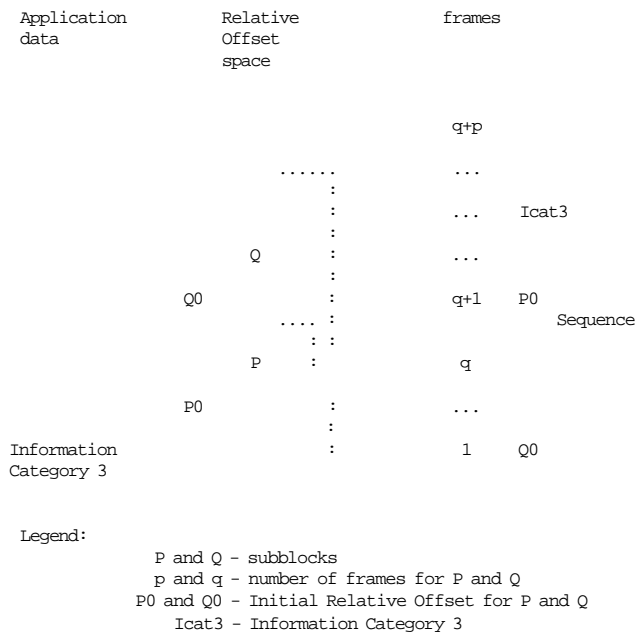 Application Relative frames
data Offset
space
q+p
...... ...
:
: ... Icat3
:
Q : ...
:
Q0 : q+1 P0
.... : Sequence
: :
P : q
P0 : ...
:
Information : 1 Q0
Category 3
Legend:
P and Q - subblocks
p and q - number of frames for P and Q
P0 and Q0 - Initial Relative Offset for P and Q
Icat3 - Information Category 3